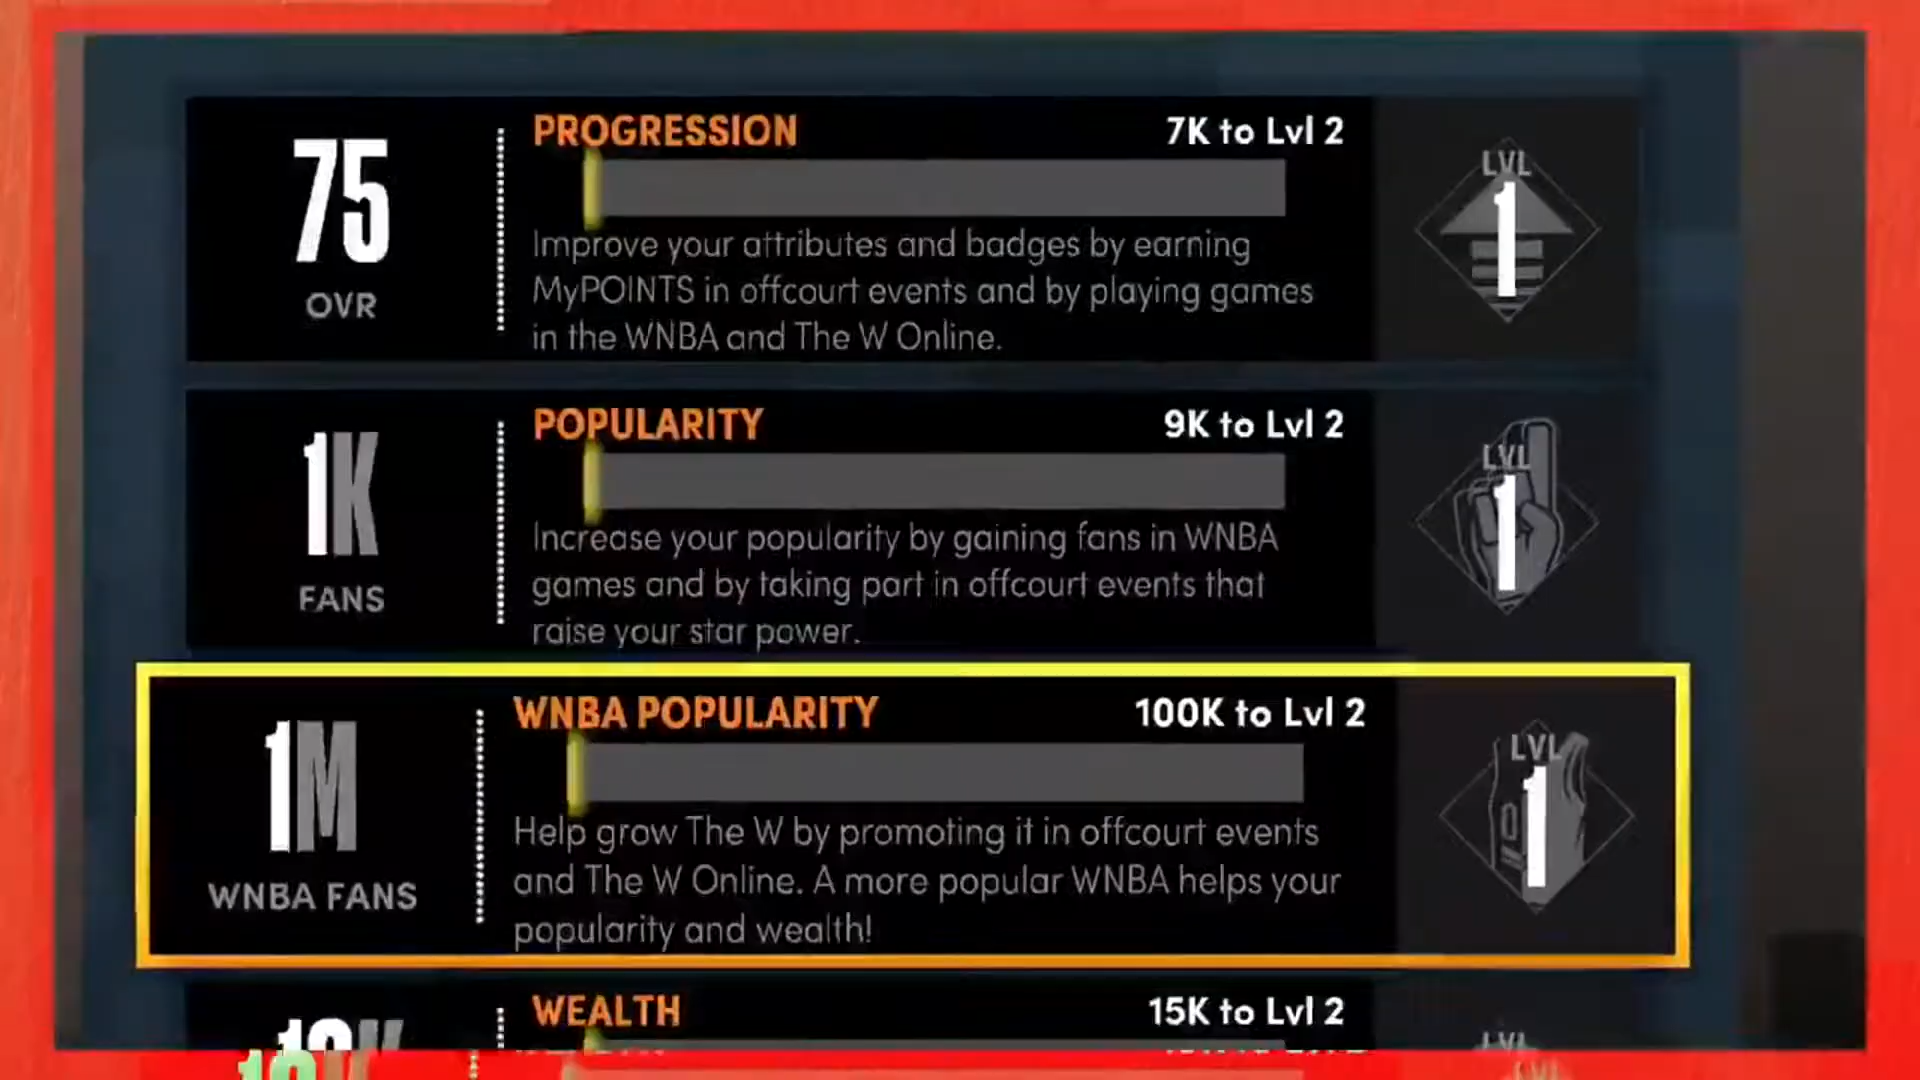 75
OVR
PROGRESSION
7K to Lvl 2
Improve your attributes and badges by earning
MyPOINTS in offcourt events and by playing games
in the WNBA and The W Online.
LVL
1
1K
FANS
POPULARITY
9K to Lvl 2
Increase your popularity by gaining fans in WNBA
games and by taking part in offcourt events that
raise your star power.
LVL
1
1M
WNBA FANS
WNBA POPULARITY
100K to Lvl 2
Help grow The W by promoting it in offcourt events
and The W Online. A more popular WNBA helps your
popularity and wealth!
LVL
1
WEALTH
15K to Lvl 2
LVL